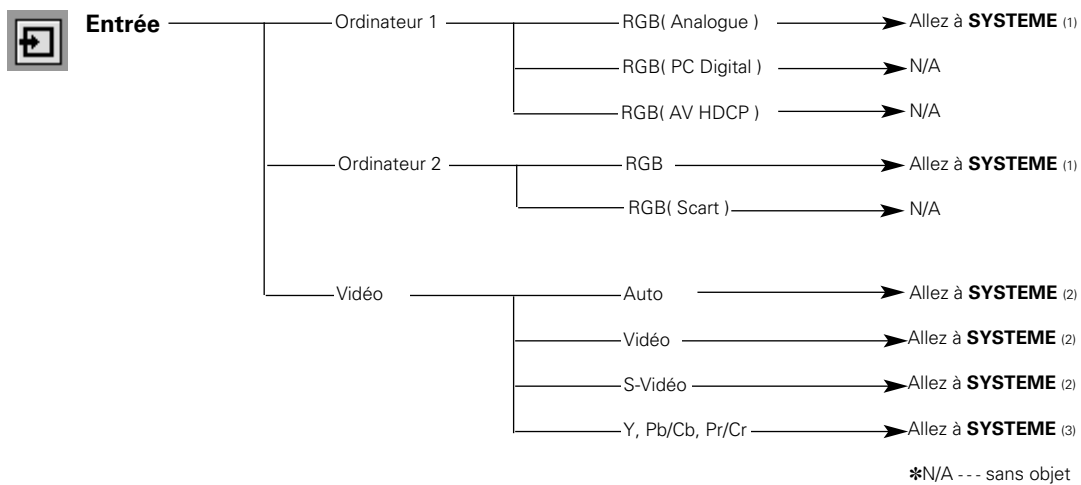 Entrée Ordinateur 1 RGB( Analogue ) Allez à SYSTEME (1)
RGB( PC Digital ) N/A
RGB( AV HDCP ) N/A
Ordinateur 2 RGB Allez à SYSTEME (1)
RGB( Scart ) N/A
Vidéo Auto Allez à SYSTEME (2)
Vidéo Allez à SYSTEME (2)
S-Vidéo Allez à SYSTEME (2)
Y, Pb/Cb, Pr/Cr Allez à SYSTEME (3)
✽N/A - - - sans objet